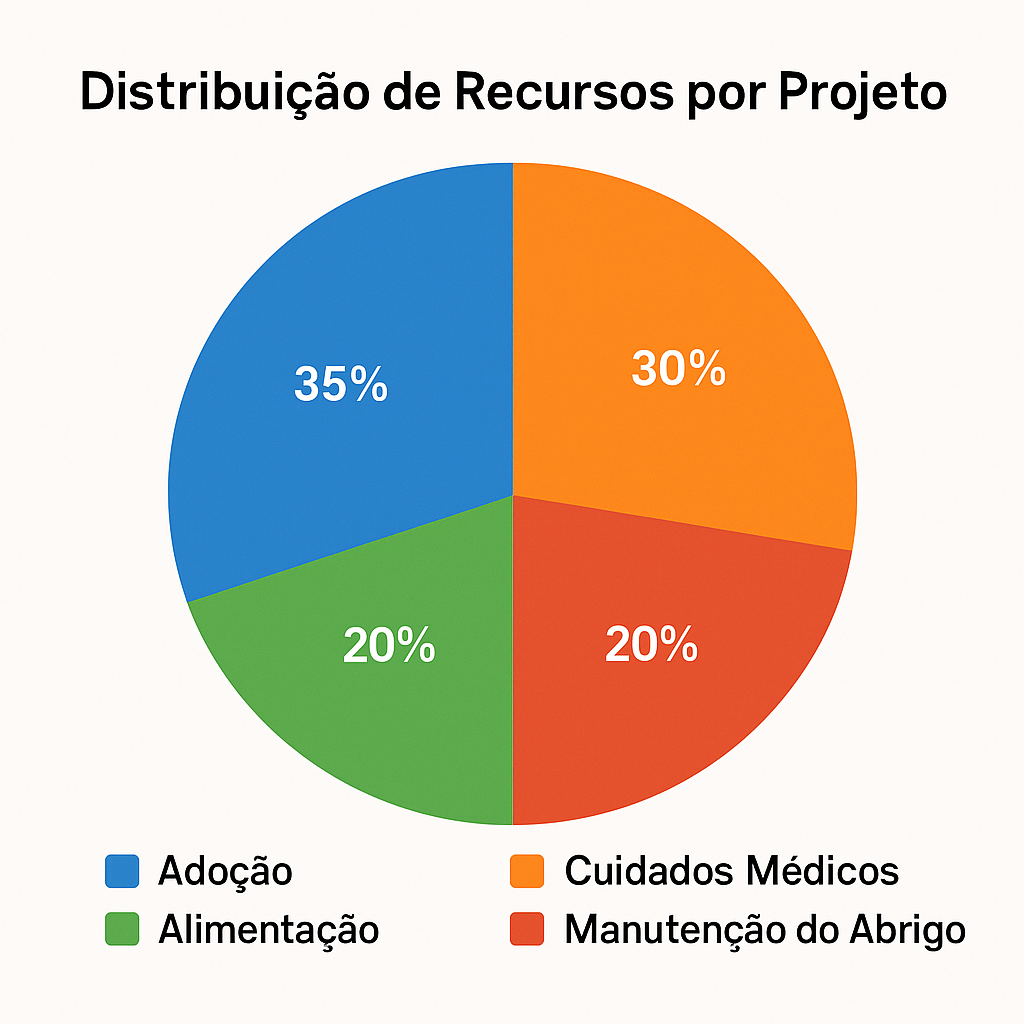 Distribuição de Recursos por Projeto
35%
30%
20%
20%
Adoção
Cuidados Médicos
Alimentação
Manutenção do Abrigo